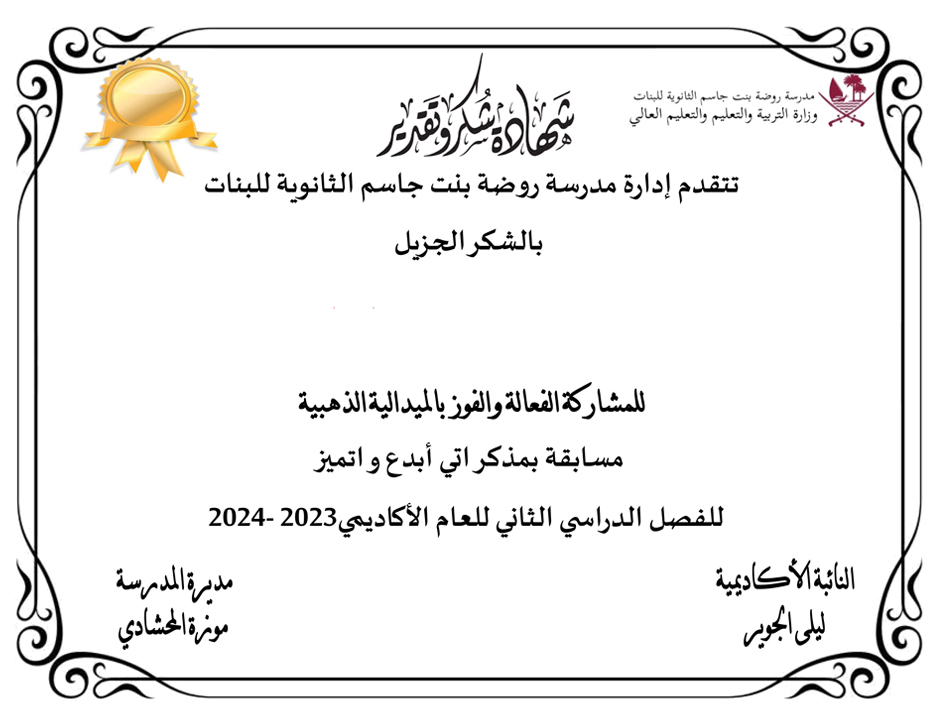 مدرسة روضة بنت جاسم الثانوية للبنات
وزارة التربية والتعليم والتعليم العالي
شهادة شكر وتقدير
تتقدم إدارة مدرسة روضة بنت جاسم الثانوية للبنات
بالشكر الجزيل
للمشاركة الفعالة والفوز بالميدالية الذهبية
مسابقة بمذكراتي أبدع و اتميز
للفصل الدراسي الثاني للعام الأكاديمي2023 -2024
النائبة الأكاديمية
ليلى الجوير
مديرة المدرسة
موزة المحشادي